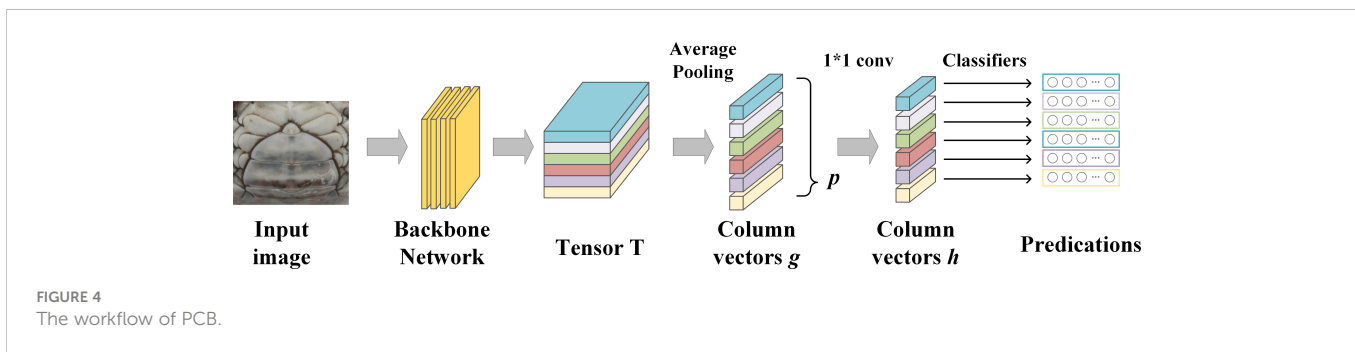 Average
Pooling
1*1 conv
Classifiers
p
Input
image
Backbone
Network
Tensor T
Column
vectors g
Column
vectors h
Predications
FIGURE 4
The workflow of PCB.